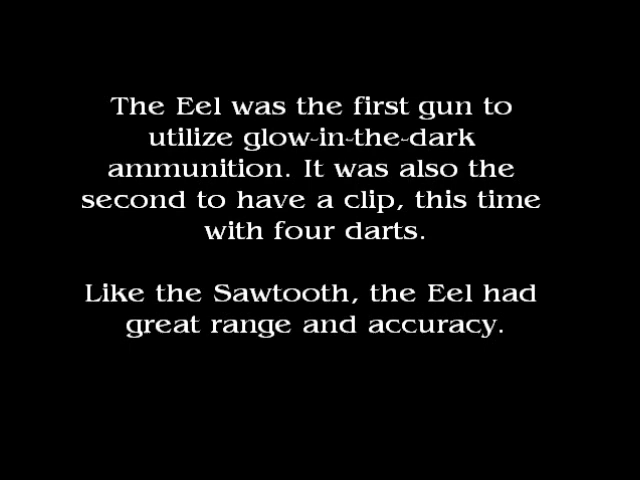 The Eel was the first gun to
utilize glow-in-the-dark
ammunition. It was also the
second to have a clip, this time
with four darts.
Like the Sawtooth, the Eel had
great range and accuracy.